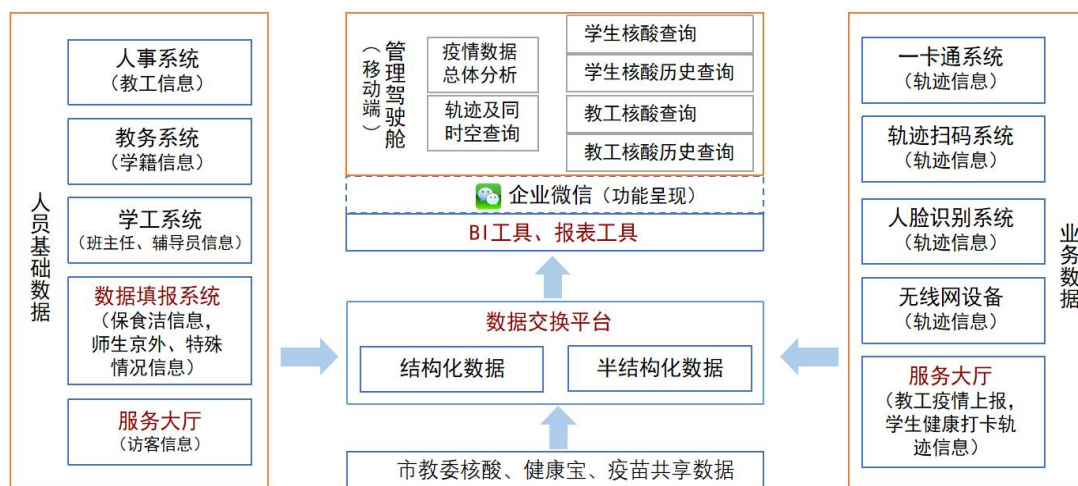 人员基础数据
人事系统
（教工信息）
教务系统
（学籍信息）
学工系统
（班主任、辅导员信息）
数据填报系统
（保食洁信息，
师生京外、特殊
情况信息）
服务大厅
（访客信息）
管理驾驶舱
（移动端）
疫情数据
总体分析
轨迹及同
时空查询
学生核酸查询
学生核酸历史查询
教工核酸查询
教工核酸历史查询
企业微信（功能呈现）
BI工具、报表工具
数据交换平台
结构化数据
半结构化数据
市教委核酸、健康宝、疫苗共享数据
一卡通系统
（轨迹信息）
轨迹扫码系统
（轨迹信息）
人脸识别系统
（轨迹信息）
无线网设备
（轨迹信息）
服务大厅
（教工疫情上报，
学生健康打卡轨
迹信息）
业务数据